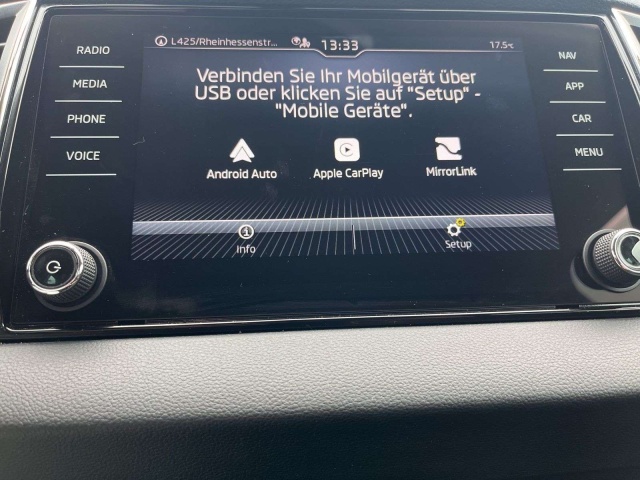 RADIO
MEDIA
PHONE
VOICE
L425/Rheinhessenstr...
13:33
17.5°C
Verbinden Sie Ihr Mobilgerät über
USB oder klicken Sie auf "Setup" -
"Mobile Geräte".
Android Auto
Apple CarPlay
MirrorLink
Info
Setup
NAV
APP
CAR
MENU